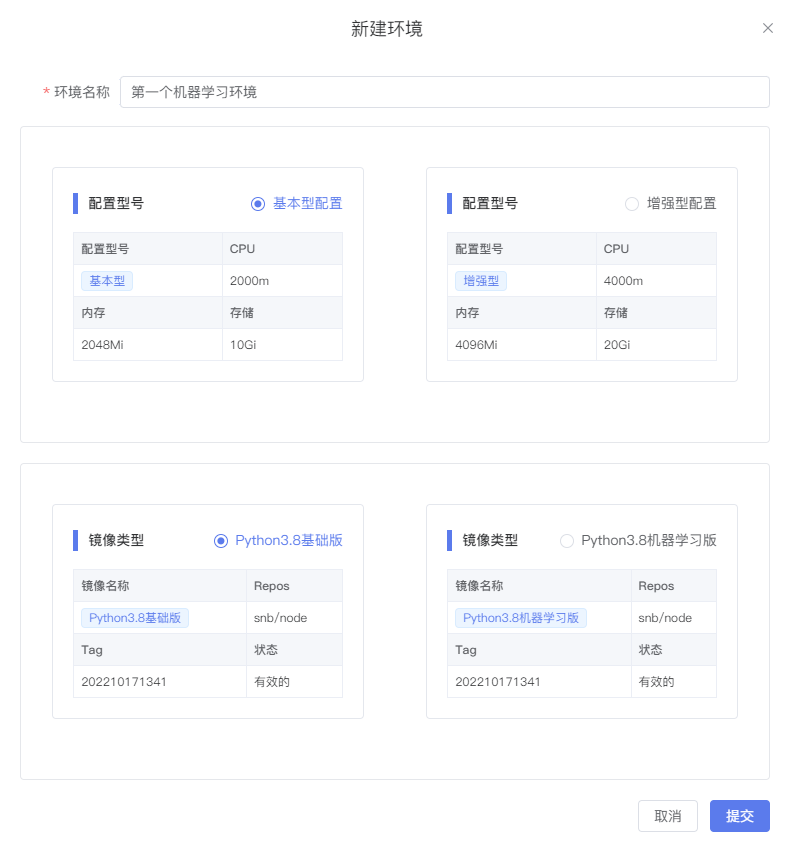 新建环境
* 环境名称 第一个机器学习环境
配置型号 基本型配置
配置型号 CPU
基本型 2000m
内存 存储
2048Mi 10Gi
配置型号 增强型配置
配置型号 CPU
增强型 4000m
内存 存储
4096Mi 20Gi
镜像类型 Python3.8基础版
镜像名称 Repos
Python3.8基础版 snb/node
Tag 状态
202210171341 有效的
镜像类型 Python3.8机器学习版
镜像名称 Repos
Python3.8机器学习版 snb/node
Tag 状态
202210171341 有效的
取消 提交